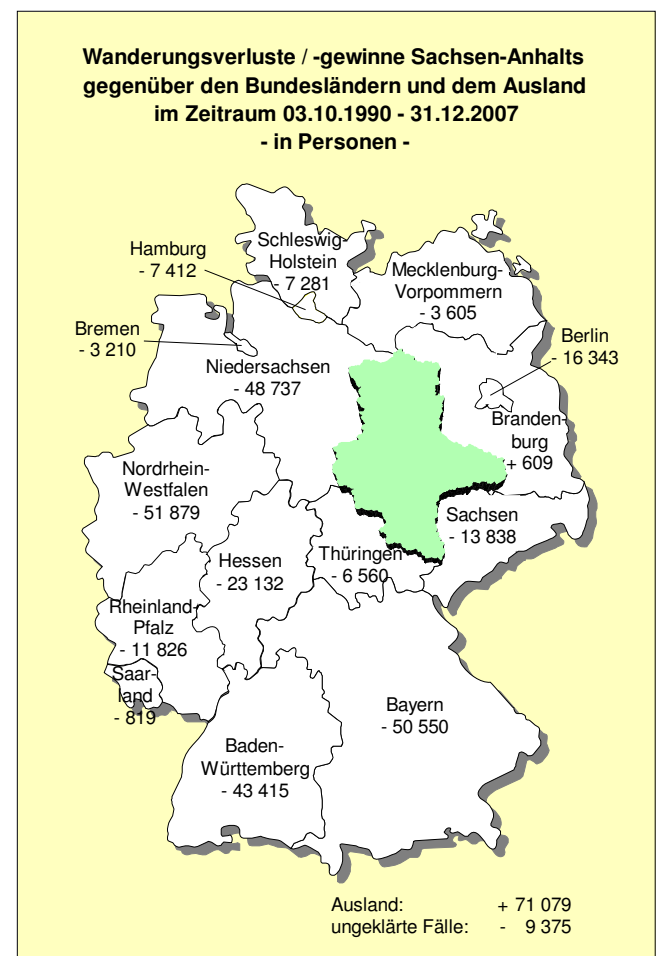 Wanderungsverluste / -gewinne Sachsen-Anhalts
gegenüber den Bundesländern und dem Ausland
im Zeitraum 03.10.1990 - 31.12.2007
- in Personen -
Schleswig-
Holstein
- 7 281
Hamburg
- 7 412
Mecklenburg-
Vorpommern
- 3 605
Bremen
- 3 210
Berlin
- 16 343
Niedersachsen
- 48 737
Branden-
burg
+ 609
Nordrhein-
Westfalen
- 51 879
Sachsen
- 13 838
Hessen
- 23 132
Thüringen
- 6 560
Rheinland-
Pfalz
- 11 826
Saar-
land
- 819
Bayern
- 50 550
Baden-
Württemberg
- 43 415
Ausland: + 71 079
ungeklärte Fälle: - 9 375